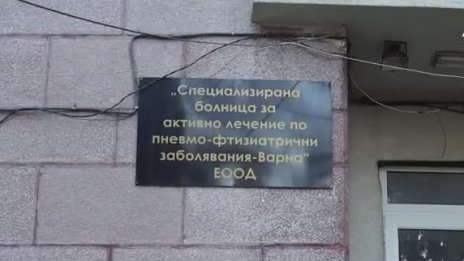 „Специализирана
болница за
активно лечение по
пневмо-фтизиатрични
заболявания-Варна"
ЕООД